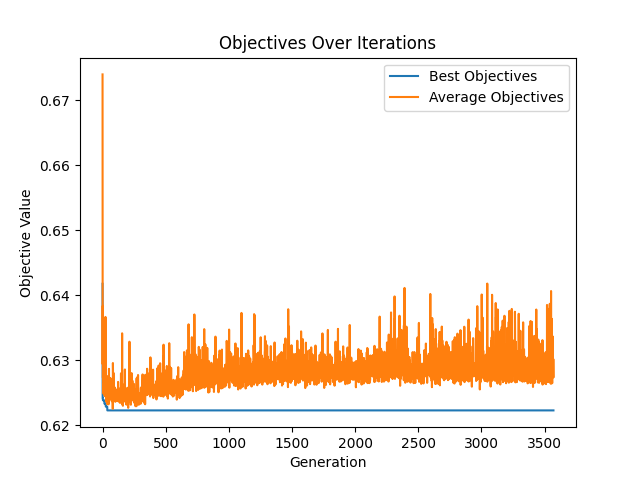 Objectives Over Iterations
Best Objectives
Average Objectives
0.67
0.66
0.65
0.64
0.63
0.62
Objective Value
0 500 1000 1500 2000 2500 3000 3500
Generation